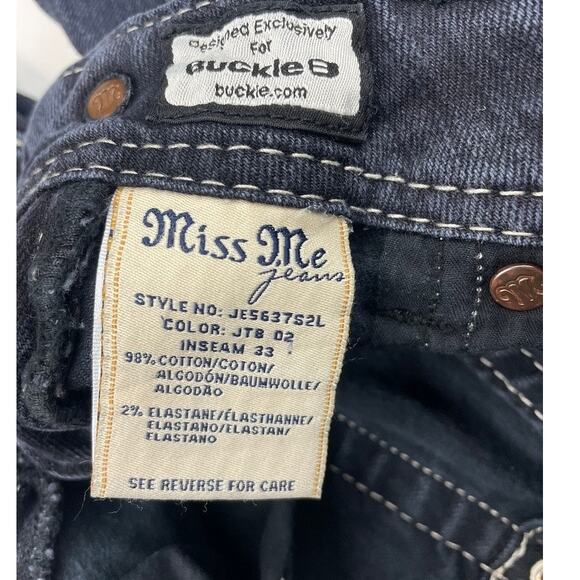 Designed Exclusively
For
Buckle B
buckle.com
Miss Me
jeans
STYLE NO: JE5637S2L
COLOR: JTB 02
INSEAM 33
98% COTTON/COTON/
ALGODÓN/BAUMWOLLE/
ALGODÃO
2% ELASTANE/ÉLASTHANNE/
ELASTANO/ELASTAN/
ELASTANO
SEE REVERSE FOR CARE